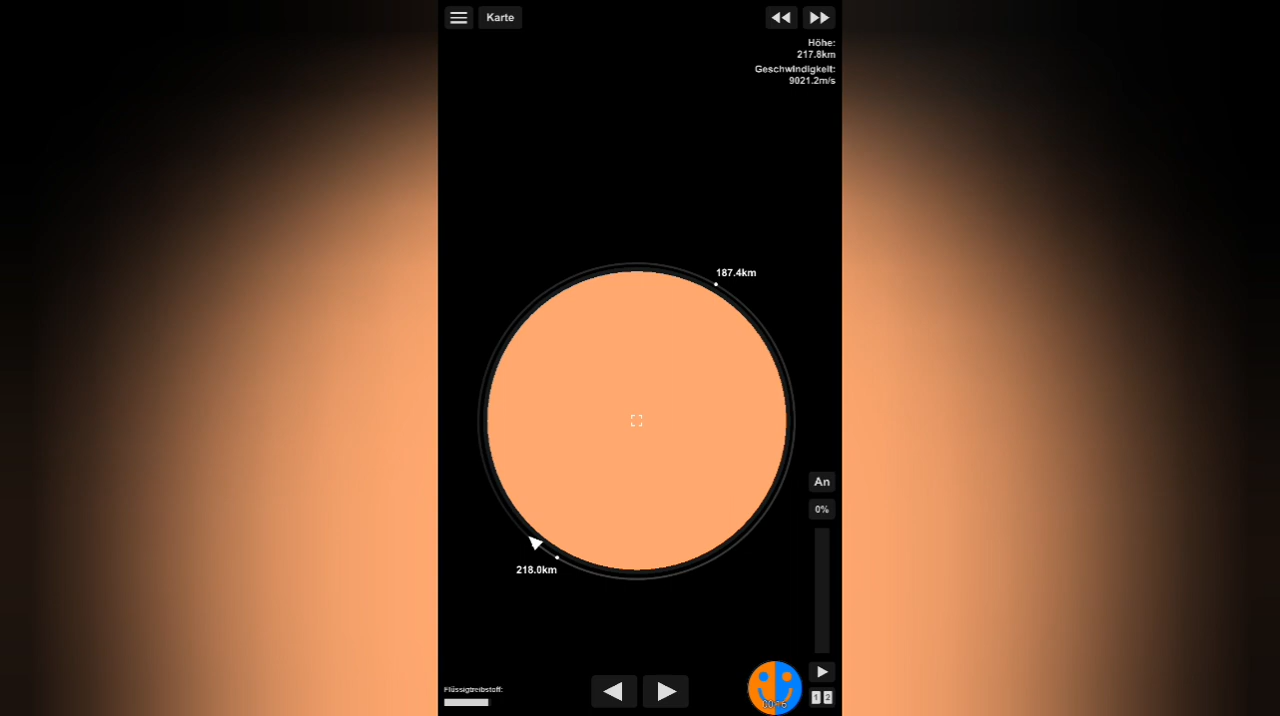 Karte
Höhe:
217.8km
Geschwindigkeit:
9021.2m/s
187.4km
An
0%
218.0km
Flüssigtreibstoff:
1 2